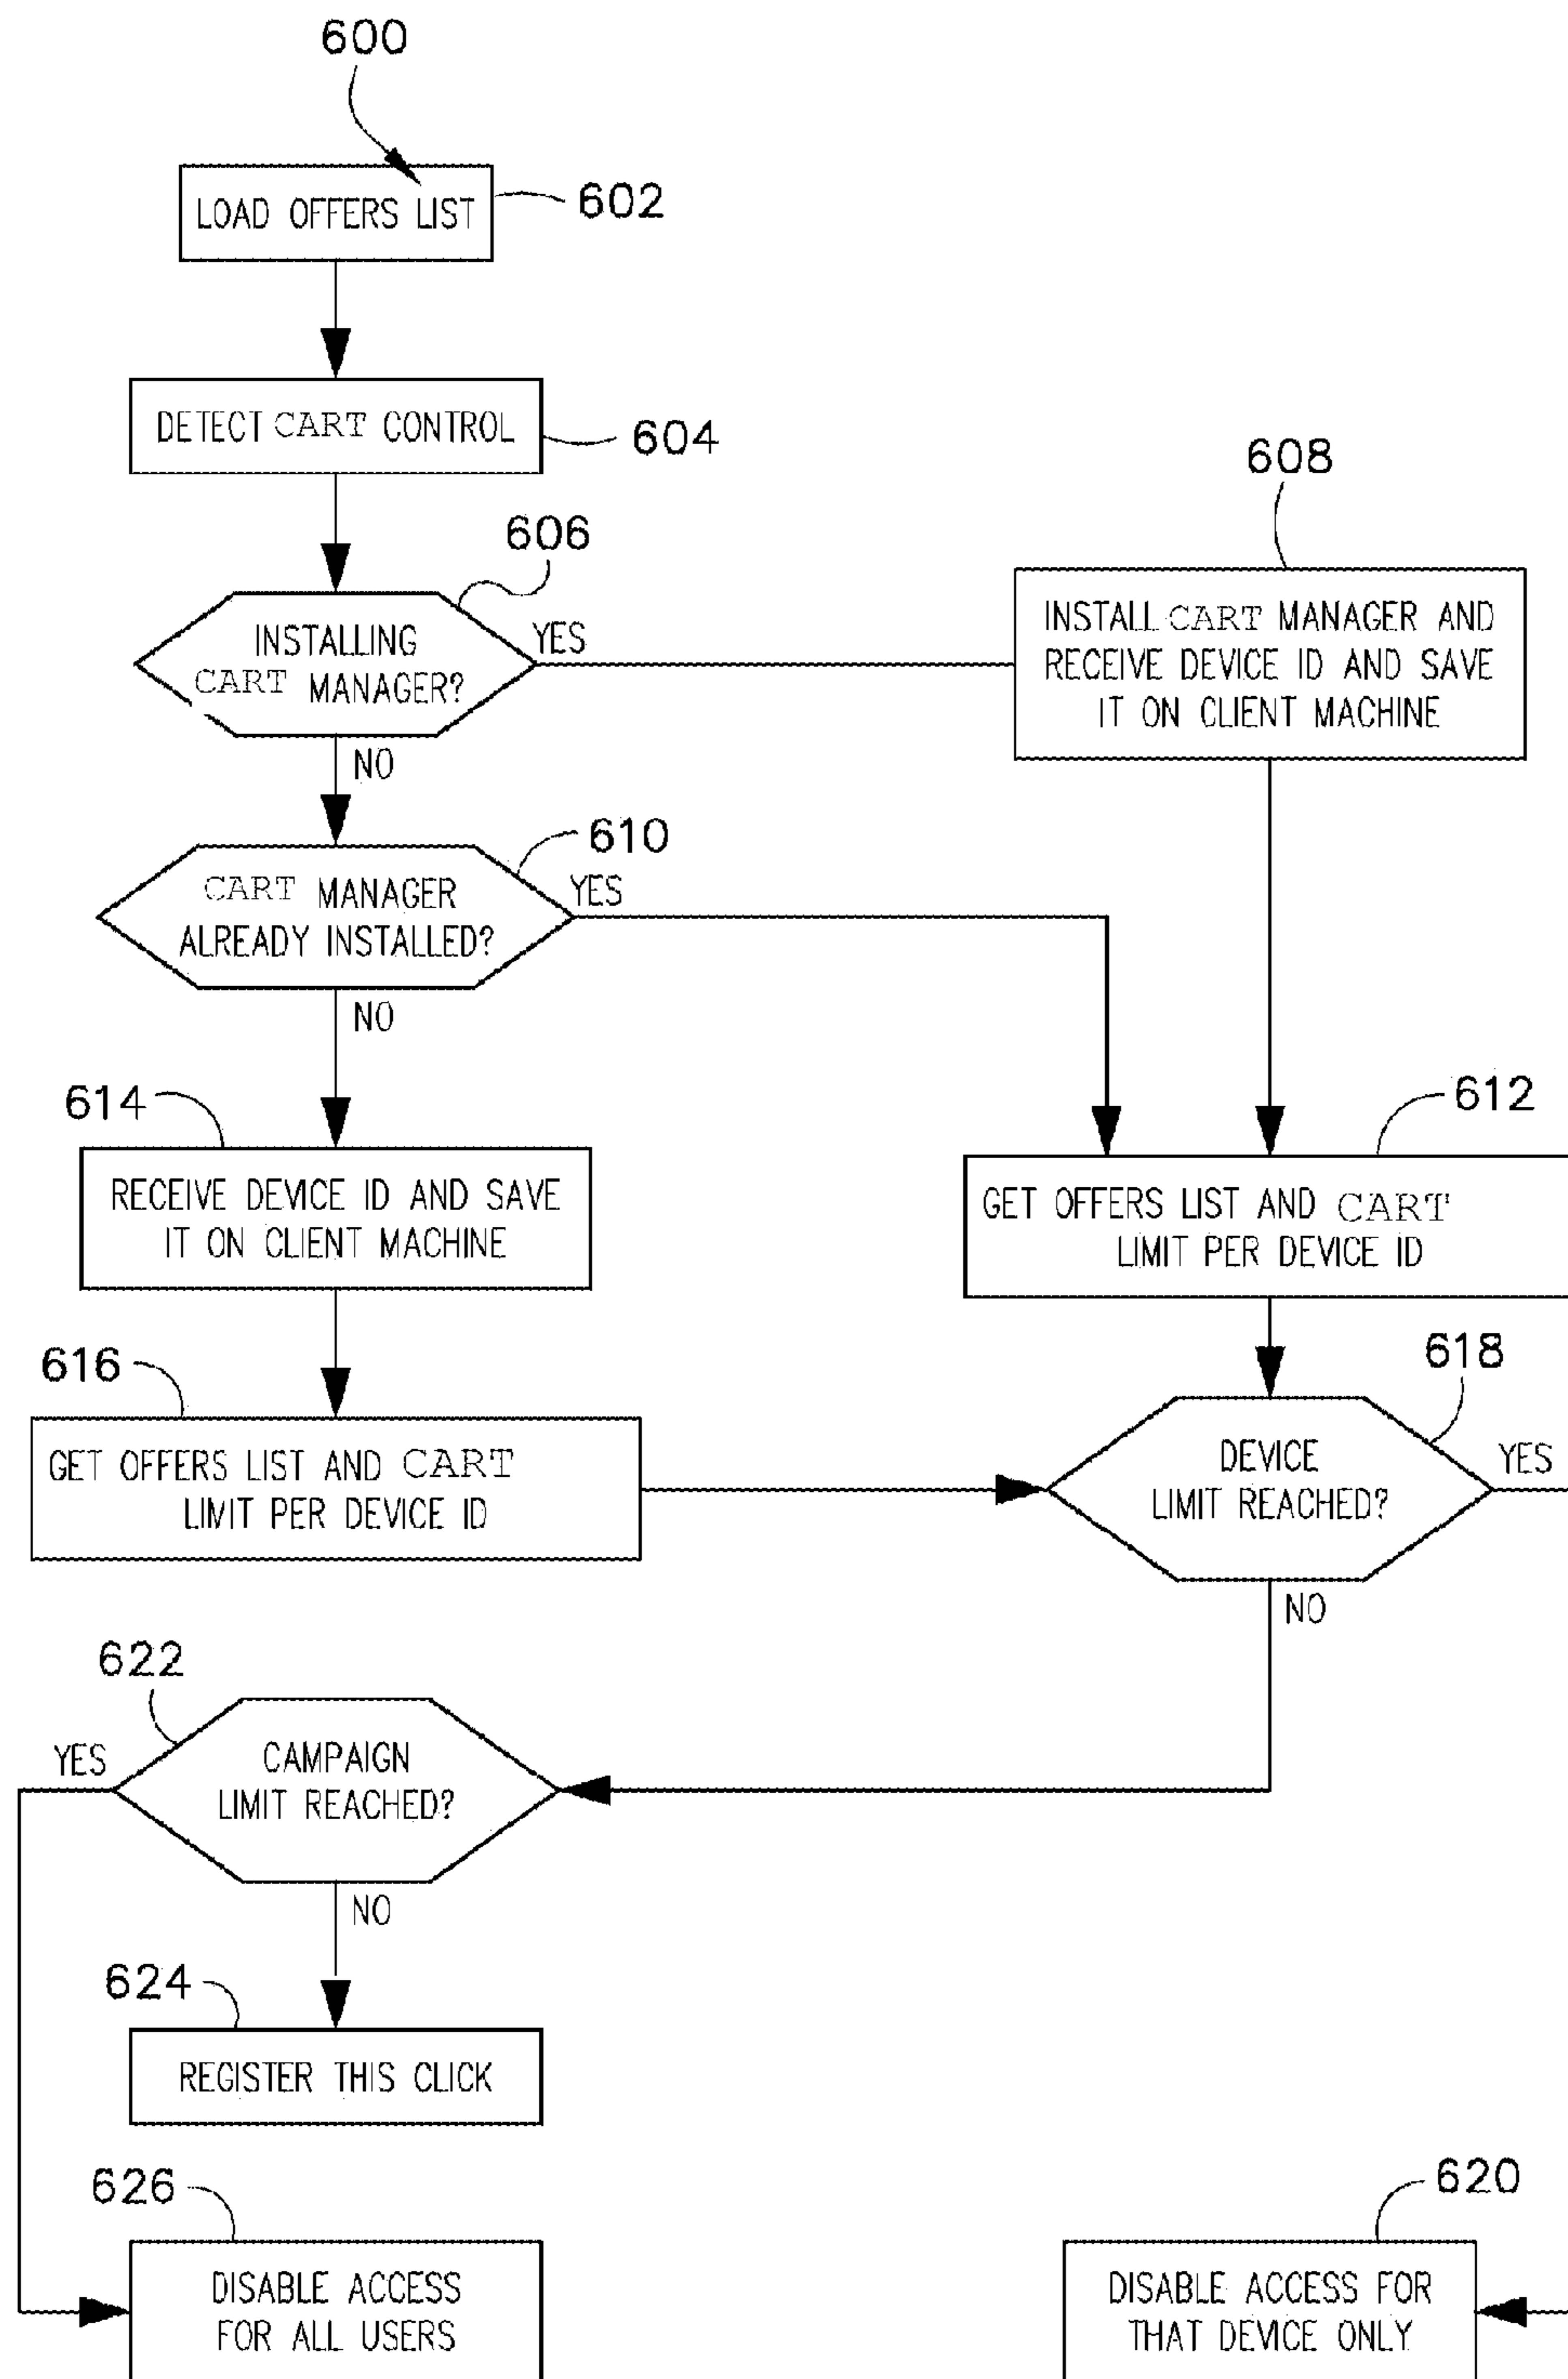 600
LOAD OFFERS LIST
602
DETECT CART CONTROL
604
606
608
INSTALLING
CART MANAGER?
YES
NO
INSTALL CART MANAGER AND
RECEIVE DEVICE ID AND SAVE
IT ON CLIENT MACHINE
610
CART MANAGER
ALREADY INSTALLED?
YES
NO
614
RECEIVE DEVICE ID AND SAVE
IT ON CLIENT MACHINE
612
GET OFFERS LIST AND CART
LIMIT PER DEVICE ID
616
GET OFFERS LIST AND CART
LIMIT PER DEVICE ID
618
DEVICE
LIMIT REACHED?
YES
NO
622
YES
CAMPAIGN
LIMIT REACHED?
NO
624
REGISTER THIS CLICK
626
DISABLE ACCESS
FOR ALL USERS
620
DISABLE ACCESS FOR
THAT DEVICE ONLY